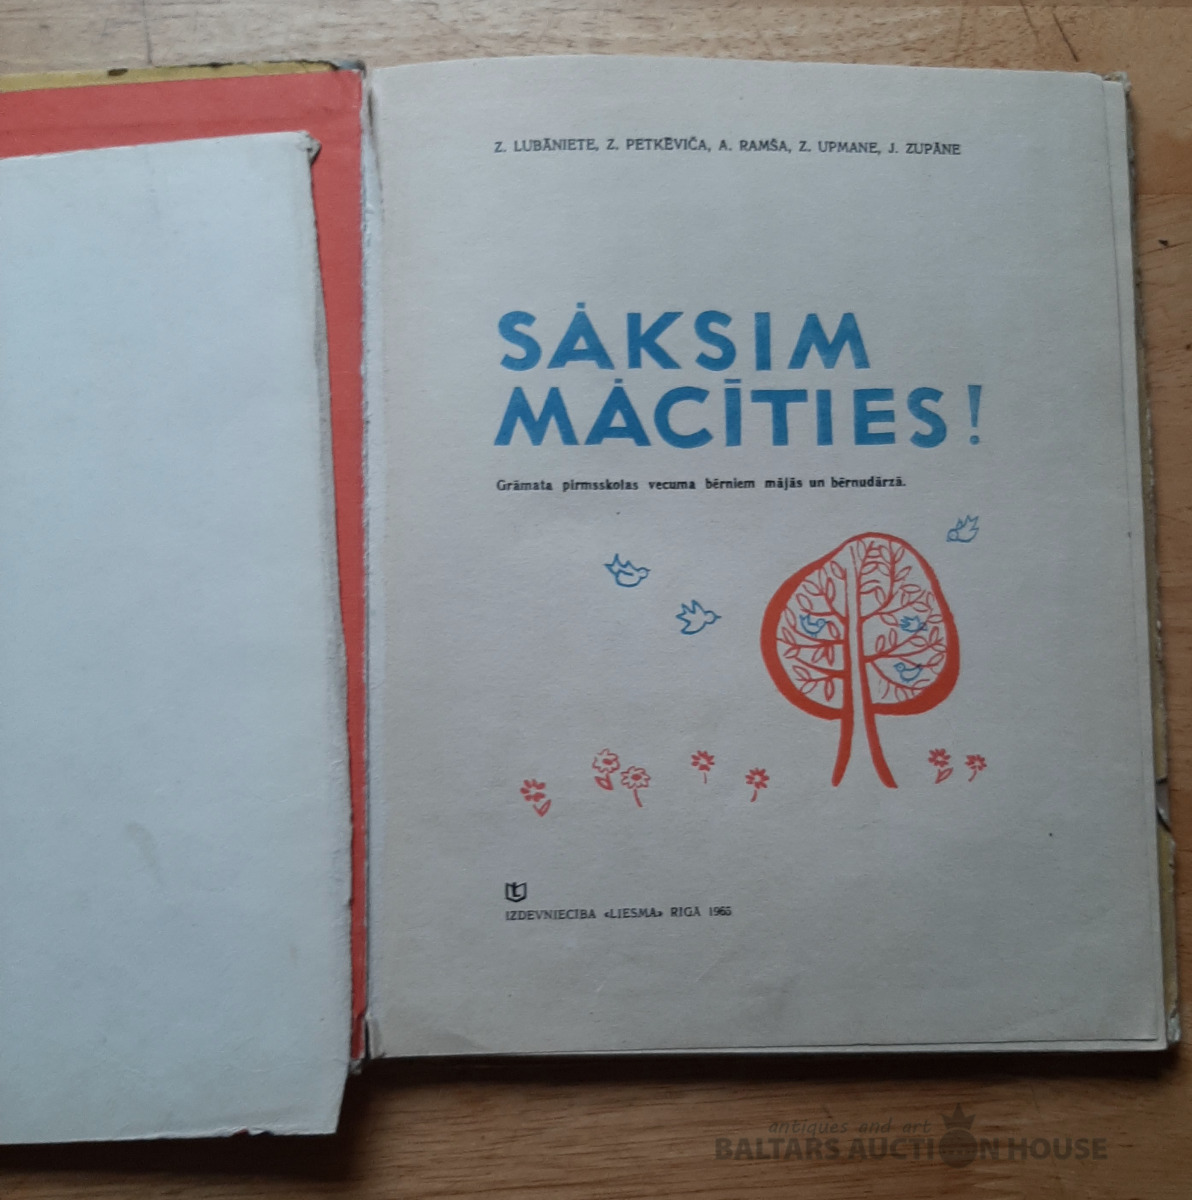 Z. LUBĀNIETE, Z. PETKĒVIČA, A. RAMŠA, Z. UPMANE, J. ZUPĀNE
SĀKSIM
MĀCĪTIES!
Grāmata pirmsskolas vecuma bērniem mājās un bērnudārzā.
L
IZDEVNIECĪBA «LIESMA» RĪGĀ 1965
antiques and art
BALTARS AUCTION HOUSE